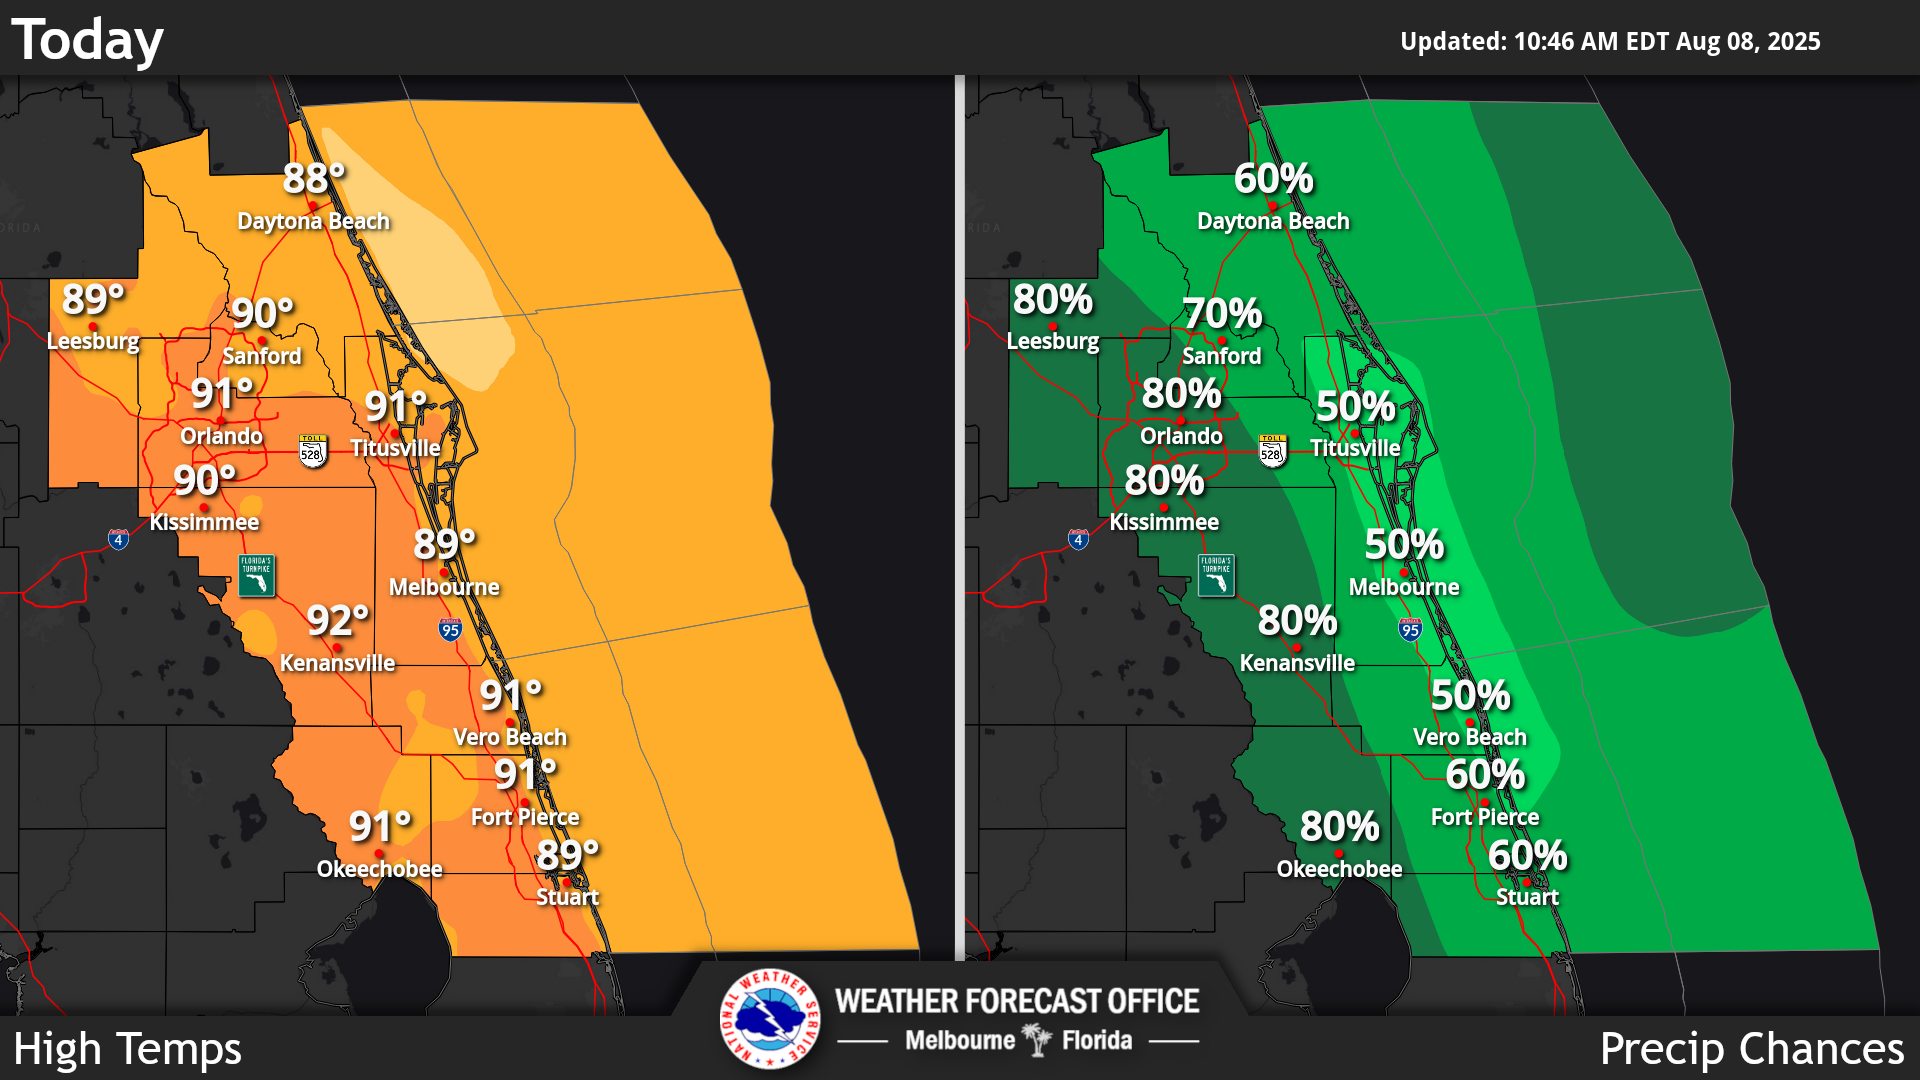 Today
Updated: 10:46 AM EDT Aug 08, 2025
88°
Daytona Beach
89°
Leesburg
90°
Sanford
91°
Orlando
91°
Titusville
TOLL
528
90°
Kissimmee
4
FLORIDA'S
TURNPIKE
89°
Melbourne
92°
Kenansville
95
91°
Vero Beach
91°
Fort Pierce
91°
Okeechobee
89°
Stuart
60%
Daytona Beach
80%
Leesburg
70%
Sanford
80%
Orlando
50%
Titusville
TOLL
528
80%
Kissimmee
4
FLORIDA'S
TURNPIKE
50%
Melbourne
80%
Kenansville
95
50%
Vero Beach
60%
Fort Pierce
80%
Okeechobee
60%
Stuart
NATIONAL WEATHER SERVICE
WEATHER FORECAST OFFICE
Melbourne Florida
High Temps
Precip Chances